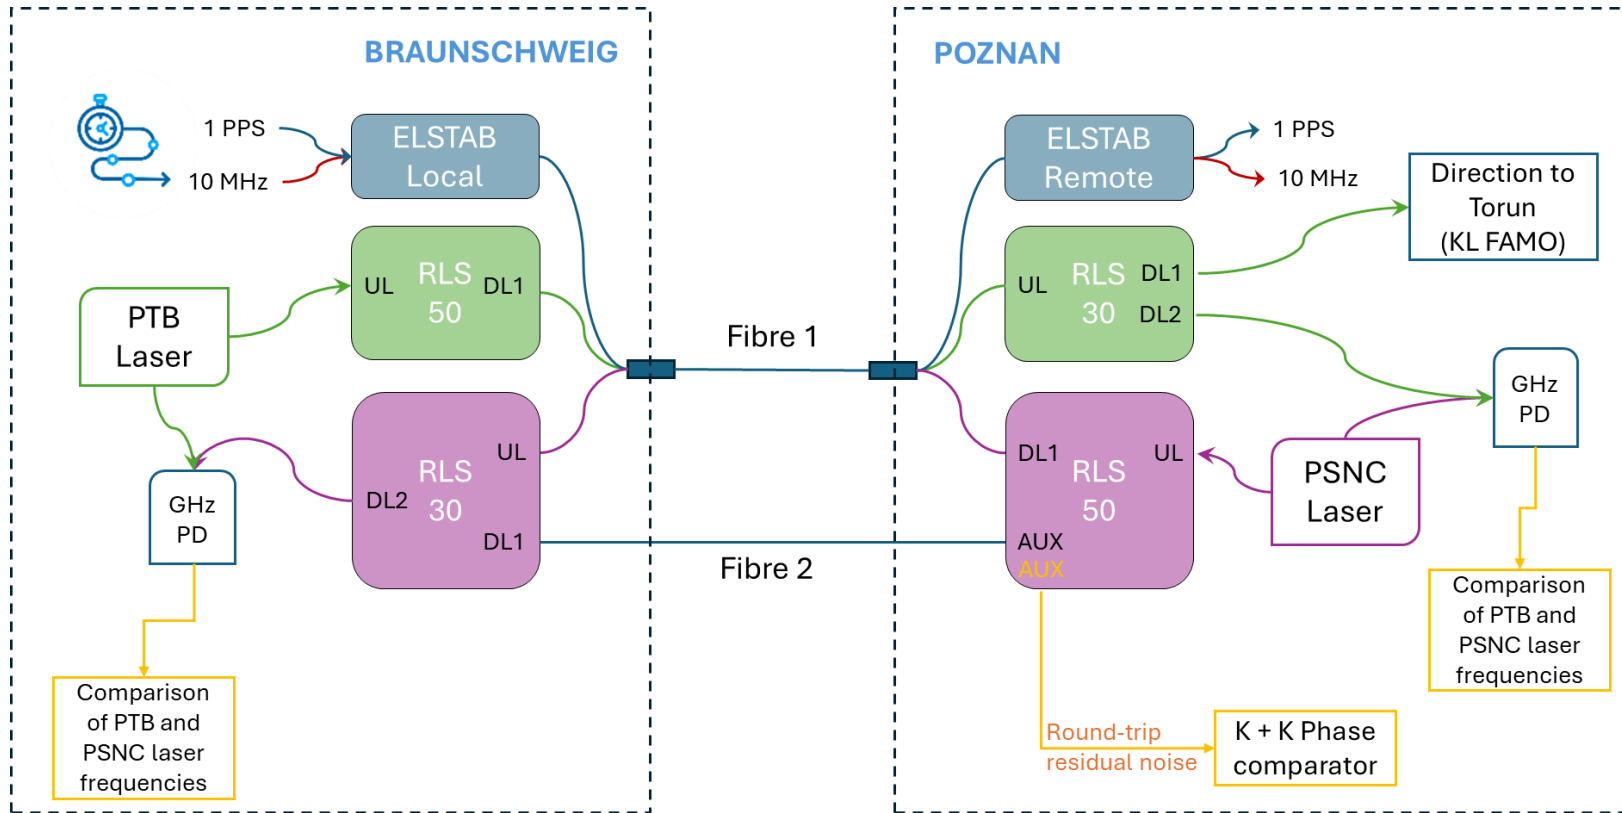 BRAUNSCHWEIG
1 PPS
10 MHz
ELSTAB
Local
PTB
Laser
UL
RLS
50
DL1
GHz
PD
DL2
RLS
30
UL
DL1
Comparison
of PTB and
PSNC laser
frequencies
Fibre 1
Fibre 2
POZNAN
ELSTAB
Remote
1 PPS
10 MHz
Direction to
Torun
(KL FAMO)
UL
RLS
30
DL1
DL2
GHz
PD
DL1
RLS
50
UL
AUX
AUX
PSNC
Laser
Comparison
of PTB and
PSNC laser
frequencies
Round-trip
residual noise
K + K Phase
comparator